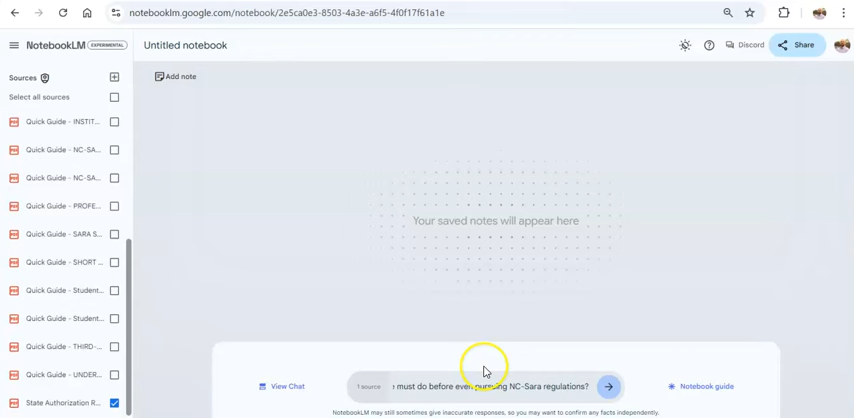 notebooklm.google.com/notebook/2e5ca0e3-8503-4a3e-a6f5-4f0f17f61a1e
NotebookLM EXPERIMENTAL
Untitled notebook
Discord
Share
Sources
Add note
Select all sources
Quick Guide - INSTIT...
Quick Guide - NC-SA...
Quick Guide - NC-SA...
Quick Guide - PROFE...
Quick Guide - SARA S...
Quick Guide - SHORT ...
Quick Guide - Student...
Quick Guide - Student...
Quick Guide - THIRD-...
Quick Guide - UNDER...
State Authorization R...
Your saved notes will appear here
View Chat
1 source
must do before even pursuing NC-Sara regulations?
Notebook guide
NotebookLM may still sometimes give inaccurate responses, so you may want to confirm any facts independently.